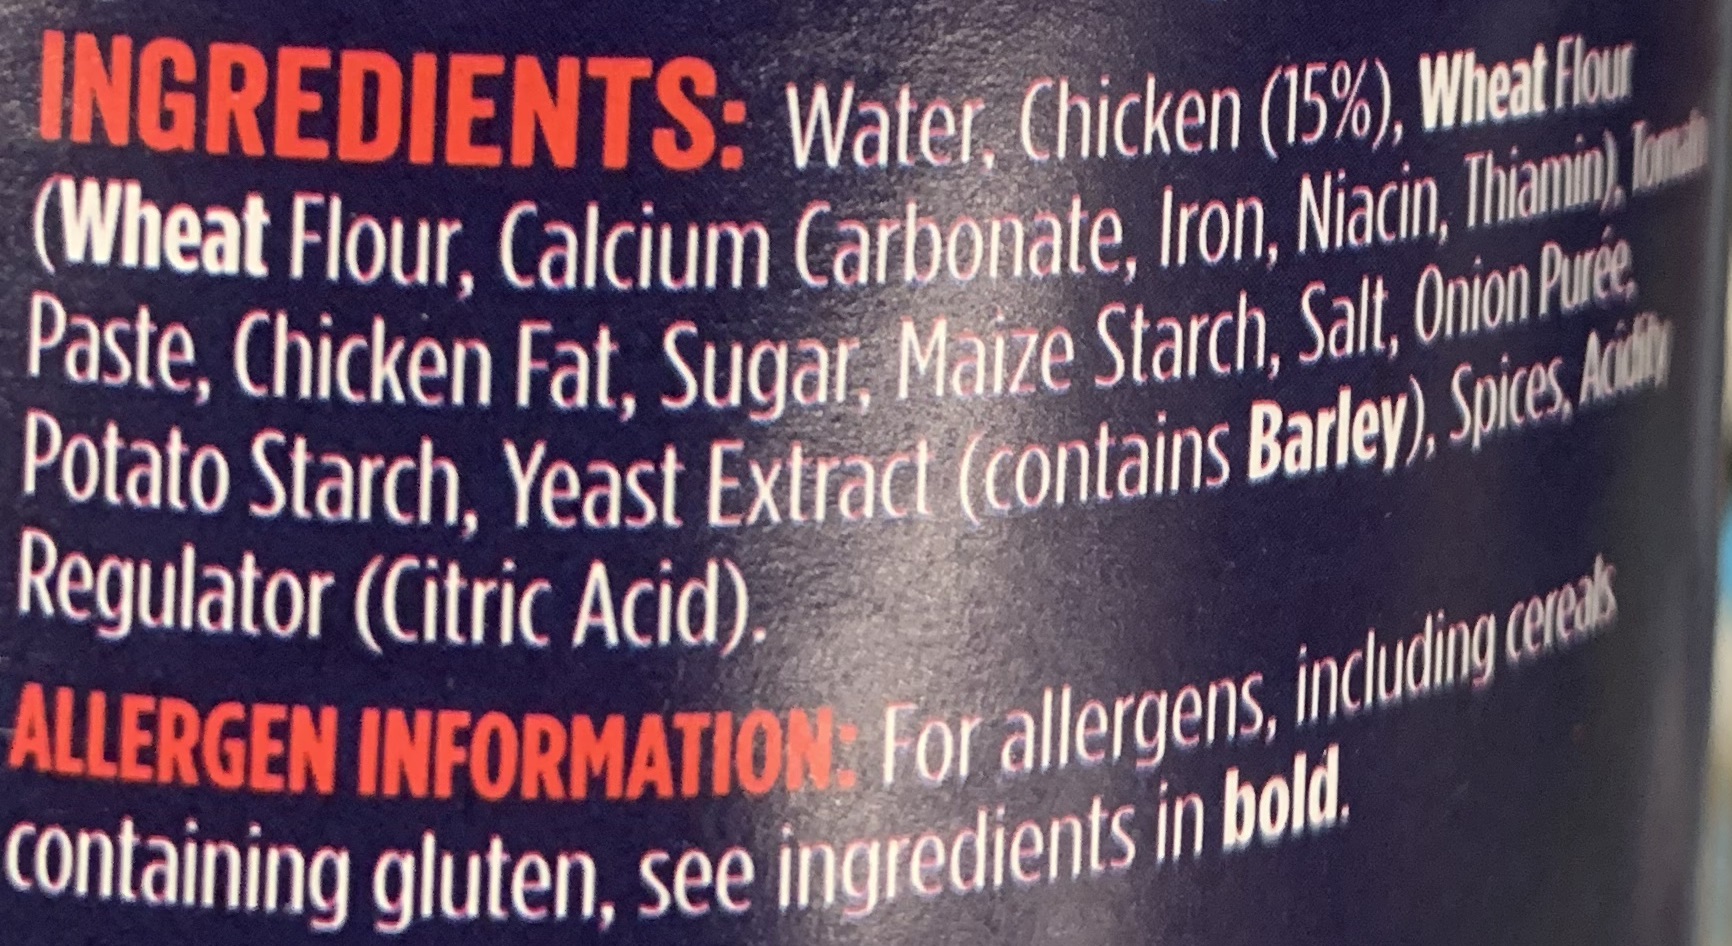 INGREDIENTS: Water, Chicken (15%), Wheat Flour
(Wheat Flour, Calcium Carbonate, Iron, Niacin, Thiamin), Tomato
Paste, Chicken Fat, Sugar, Maize Starch, Salt, Onion Purée,
Potato Starch, Yeast Extract (contains Barley), Spices, Acidity
Regulator (Citric Acid).
ALLERGEN INFORMATION: For allergens, including cereals
containing gluten, see ingredients in bold.